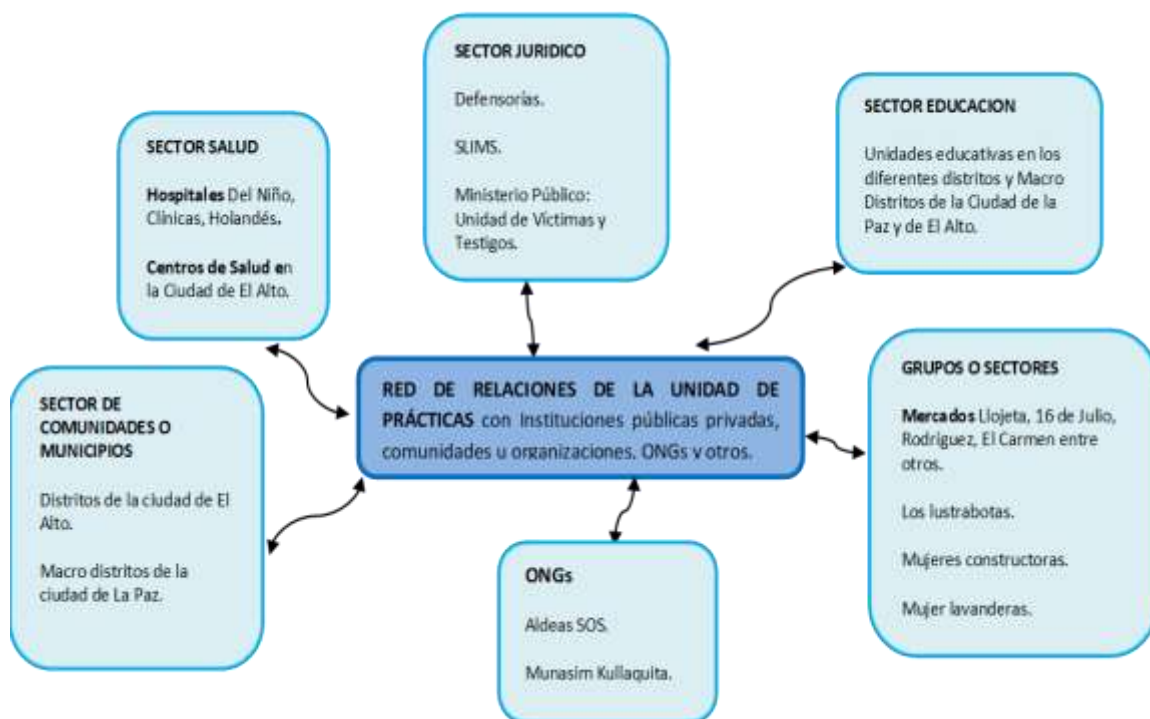 SECTOR JURIDICO
Defensorías.
SLIMS.
Ministerio Público:
Unidad de Víctimas y
Testigos.
SECTOR EDUCACION
Unidades educativas en los
diferentes distritos y Macro
Distritos de la Ciudad de la
Paz y de El Alto.
SECTOR SALUD
Hospitales Del Niño,
Clínicas, Holandés.
Centros de Salud en
la Ciudad de El Alto.
RED DE RELACIONES DE LA UNIDAD DE
PRÁCTICAS con Instituciones públicas privadas,
comunidades u organizaciones, ONGs y otros.
GRUPOS O SECTORES
Mercados Llojeta, 16 de Julio,
Rodríguez, El Carmen entre
otros.
Los lustrabotas.
Mujeres constructoras.
Mujer lavanderas.
SECTOR DE
COMUNIDADES O
MUNICIPIOS
Distritos de la ciudad de El
Alto.
Macro distritos de la
ciudad de La Paz.
ONGs
Aldeas SOS.
Munasim Kullaquita.